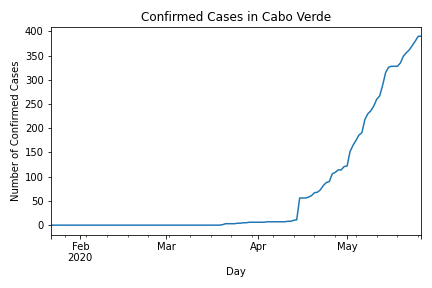 Confirmed Cases in Cabo Verde
400
350
300
250
200
150
100
50
0
Number of Confirmed Cases
Feb Mar Apr May
2020
Day